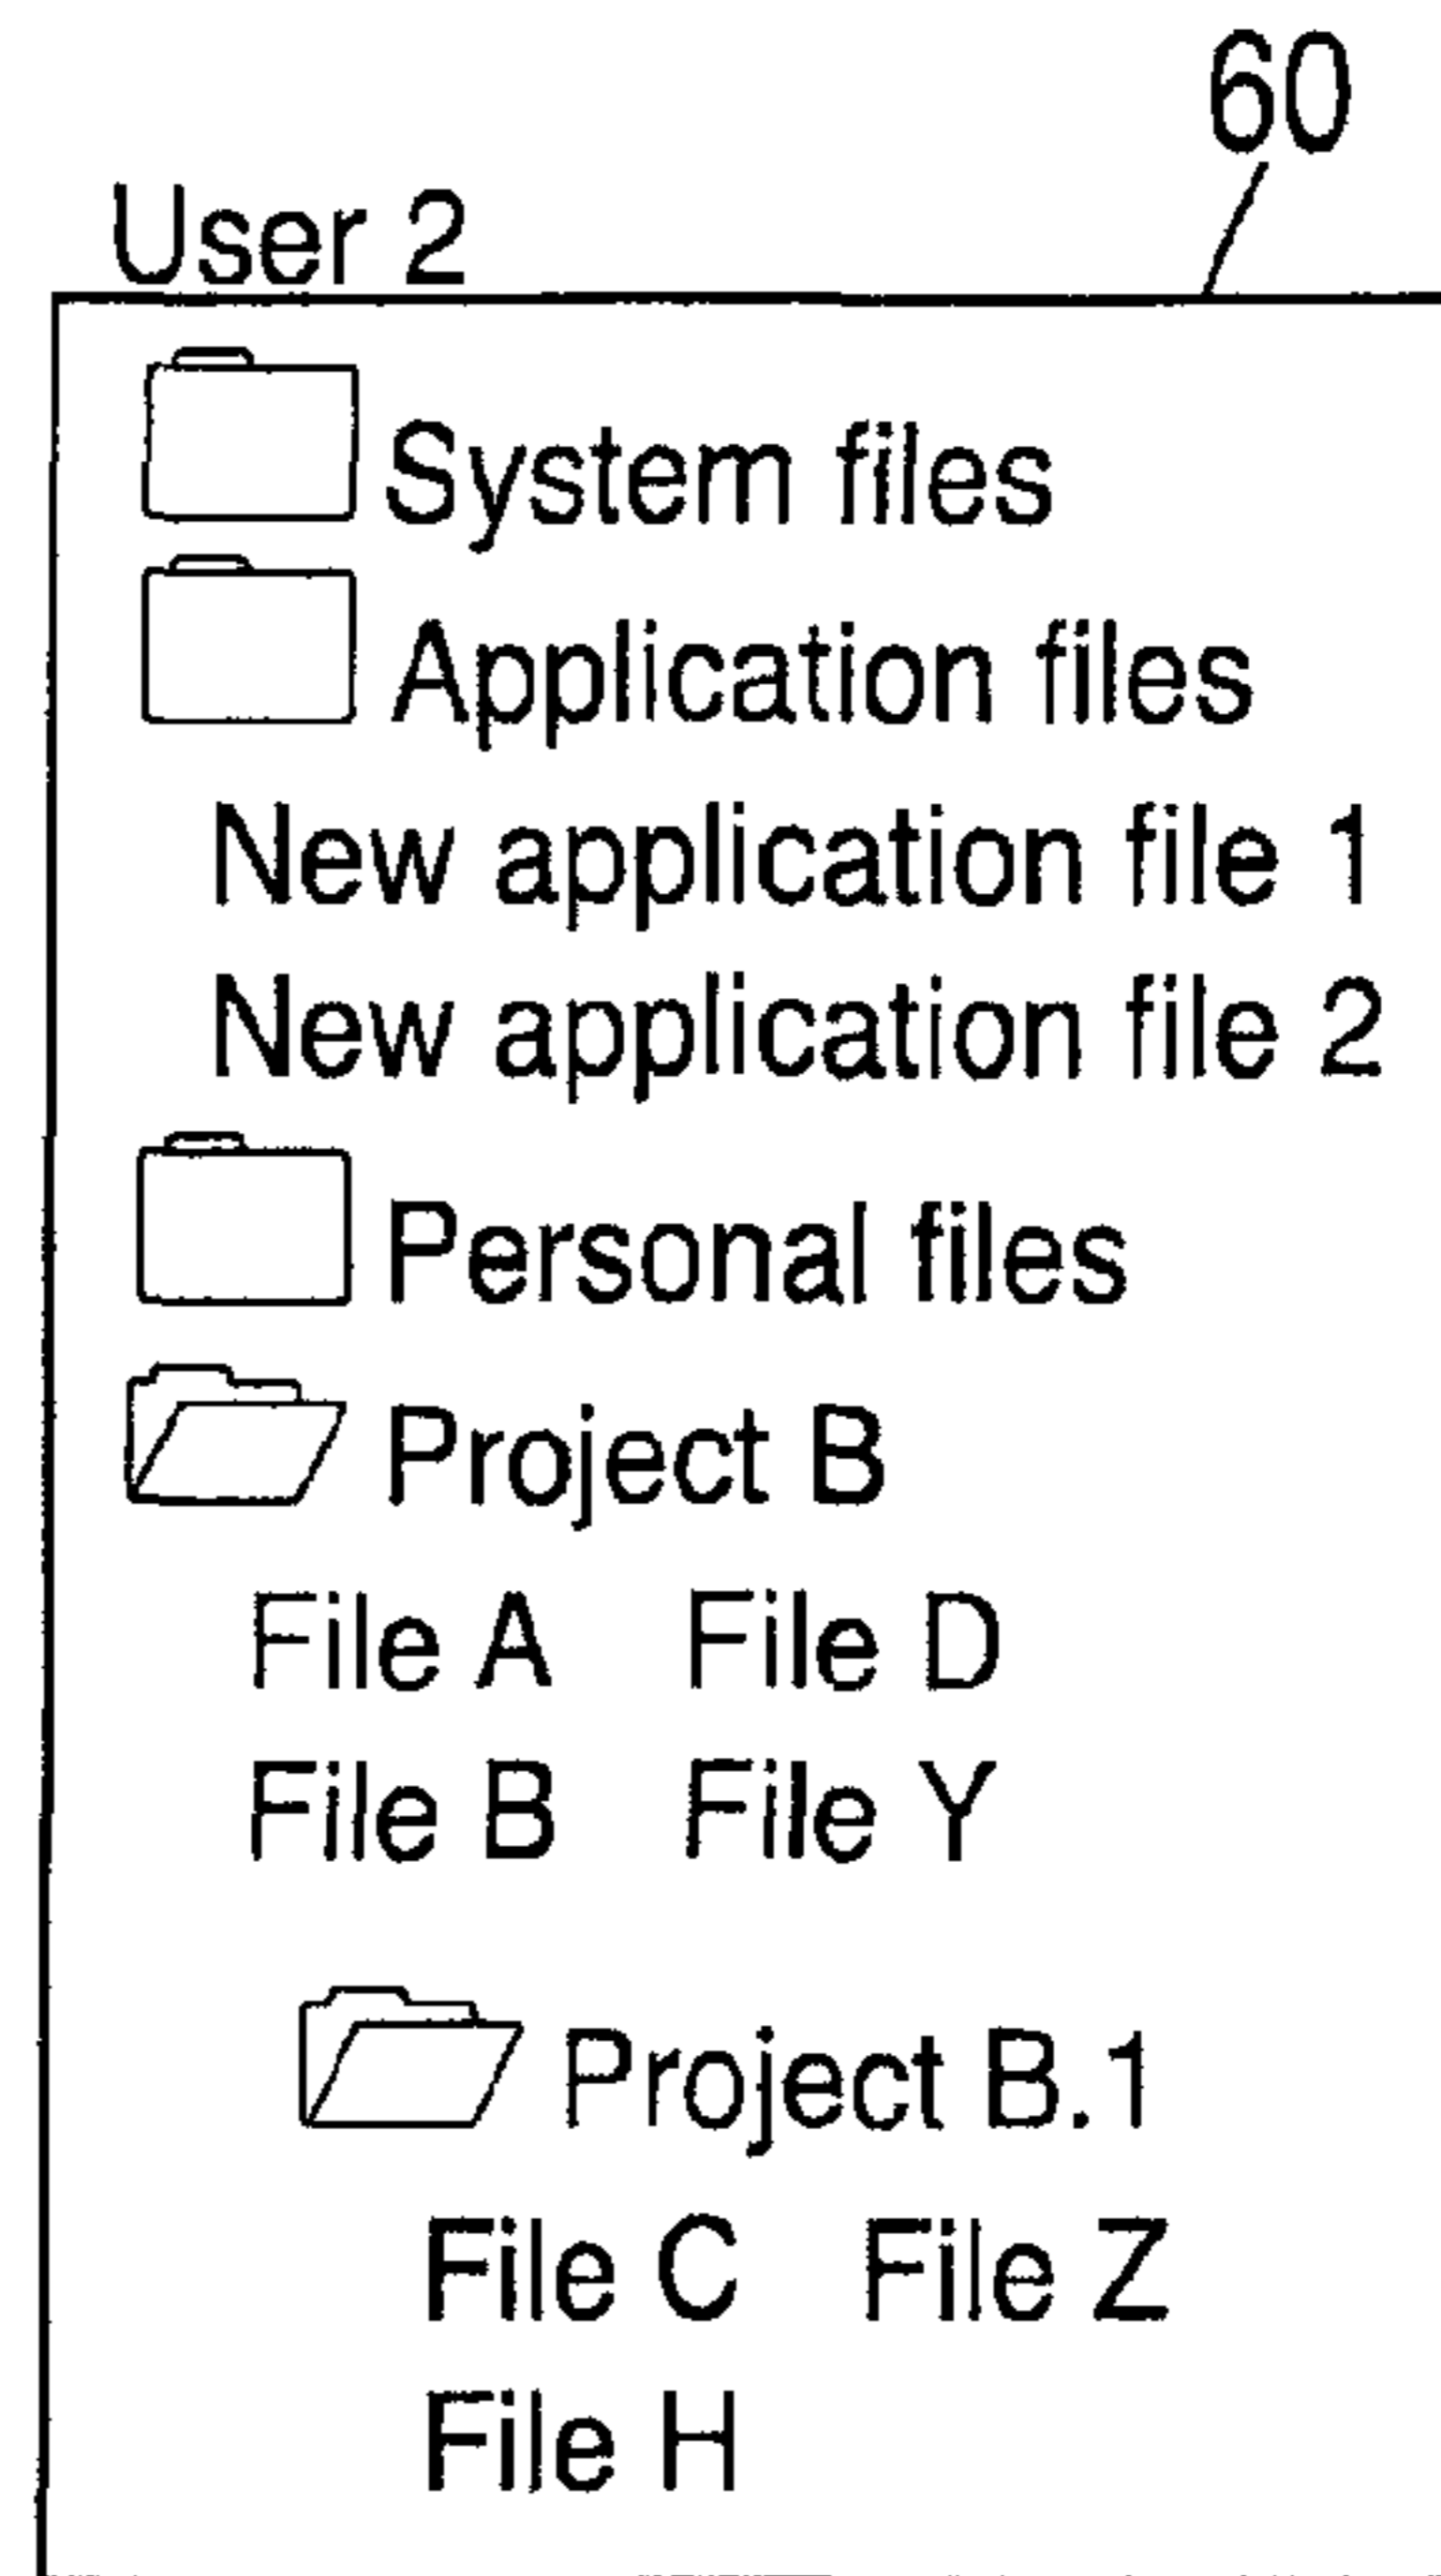 60
User 2
System files
Application files
New application file 1
New application file 2
Personal files
Project B
File A File D
File B File Y
Project B.1
File C File Z
File H